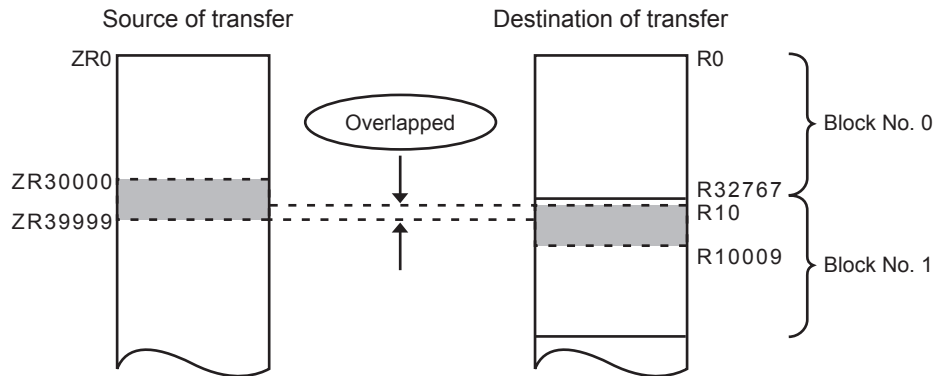 Source of transfer
Destination of transfer
ZR0
R0
Overlapped
Block No. 0
ZR30000
R32767
ZR39999
R10
R10009
Block No. 1